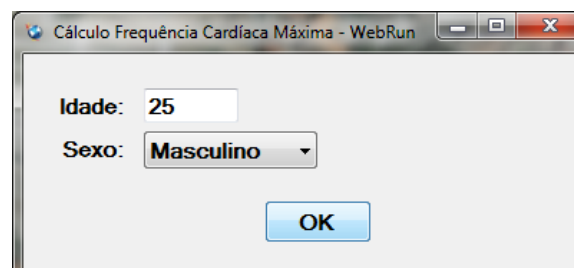 Cálculo Frequência Cardíaca Máxima - WebRun
Idade: 25
Sexo: Masculino
OK